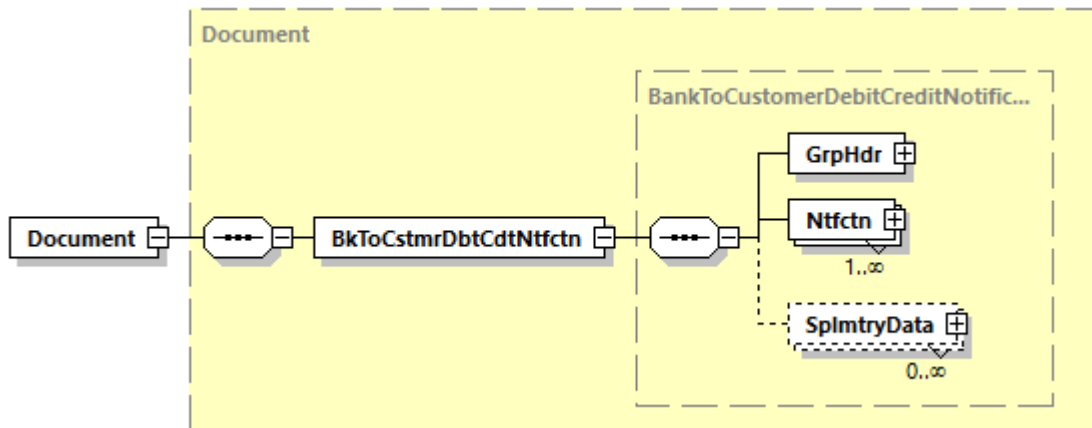 Document
BankToCustomerDebitCreditNotific...
GrpHdr
Document
BkToCstmrDbtCdtNtfctn
Ntfctn
1..∞
SplmtryData
0..∞